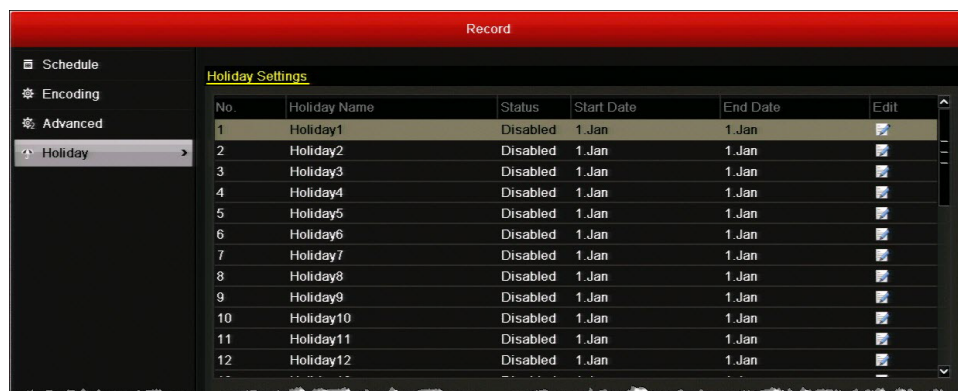 Record
Schedule
Encoding
Advanced
Holiday
Holiday Settings
No. Holiday Name Status Start Date End Date Edit
1 Holiday1 Disabled 1.Jan 1.Jan
2 Holiday2 Disabled 1.Jan 1.Jan
3 Holiday3 Disabled 1.Jan 1.Jan
4 Holiday4 Disabled 1.Jan 1.Jan
5 Holiday5 Disabled 1.Jan 1.Jan
6 Holiday6 Disabled 1.Jan 1.Jan
7 Holiday7 Disabled 1.Jan 1.Jan
8 Holiday8 Disabled 1.Jan 1.Jan
9 Holiday9 Disabled 1.Jan 1.Jan
10 Holiday10 Disabled 1.Jan 1.Jan
11 Holiday11 Disabled 1.Jan 1.Jan
12 Holiday12 Disabled 1.Jan 1.Jan